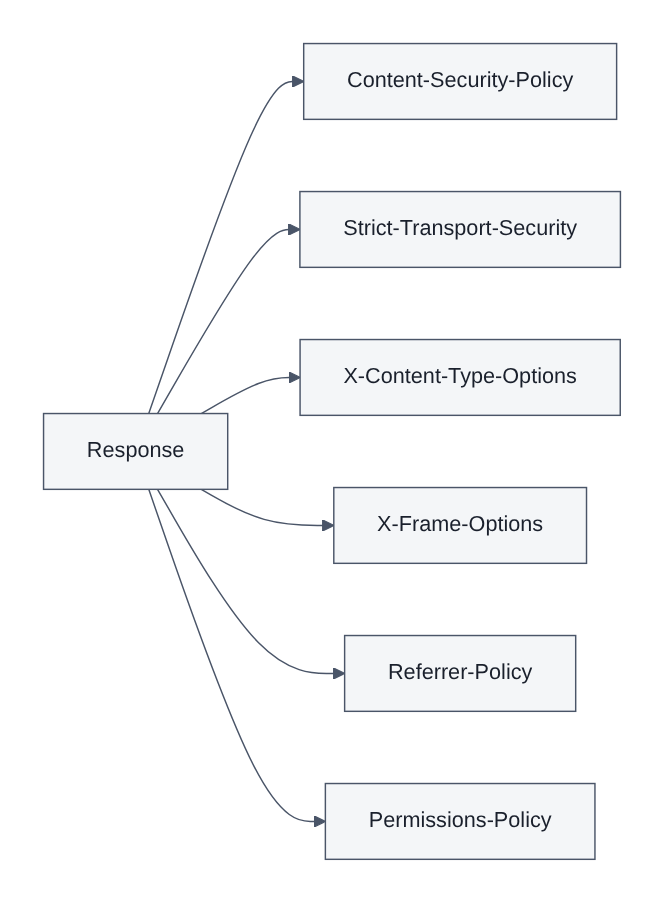 Content-Security-Policy
Strict-Transport-Security
X-Content-Type-Options
Response
X-Frame-Options
Referrer-Policy
Permissions-Policy